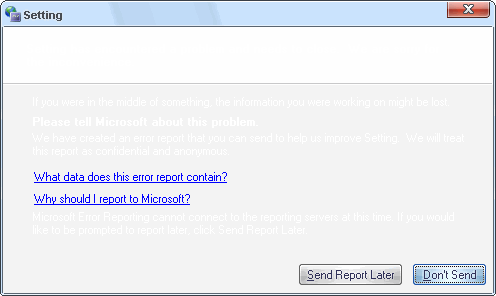 Setting
If you were in the middle of something, the information you were working on might be lost.
Please tell Microsoft about this problem.
We have created an error report that you can send to help us improve Setting. We will treat
this report as confidential and anonymous.
What data does this error report contain?
Why should I report to Microsoft?
Microsoft Error Reporting cannot connect to the reporting servers at this time. If you would
like to be prompted to report later, click Send Report Later.
Send Report Later
Don't Send